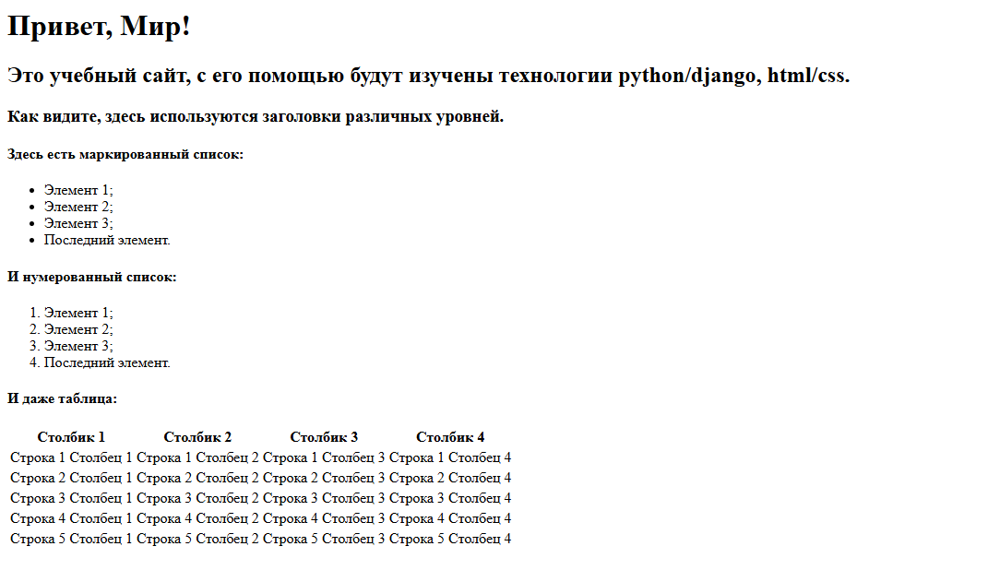 Привет, Мир!
Это учебный сайт, с его помощью будут изучены технологии python/django, html/css.
Как видите, здесь используются заголовки различных уровней.
Здесь есть маркированный список:
• Элемент 1;
• Элемент 2;
• Элемент 3;
• Последний элемент.
И нумерованный список:
1. Элемент 1;
2. Элемент 2;
3. Элемент 3;
4. Последний элемент.
И даже таблица:
Столбик 1 Столбик 2 Столбик 3 Столбик 4
Строка 1 Столбец 1 Строка 1 Столбец 2 Строка 1 Столбец 3 Строка 1 Столбец 4
Строка 2 Столбец 1 Строка 2 Столбец 2 Строка 2 Столбец 3 Строка 2 Столбец 4
Строка 3 Столбец 1 Строка 3 Столбец 2 Строка 3 Столбец 3 Строка 3 Столбец 4
Строка 4 Столбец 1 Строка 4 Столбец 2 Строка 4 Столбец 3 Строка 4 Столбец 4
Строка 5 Столбец 1 Строка 5 Столбец 2 Строка 5 Столбец 3 Строка 5 Столбец 4